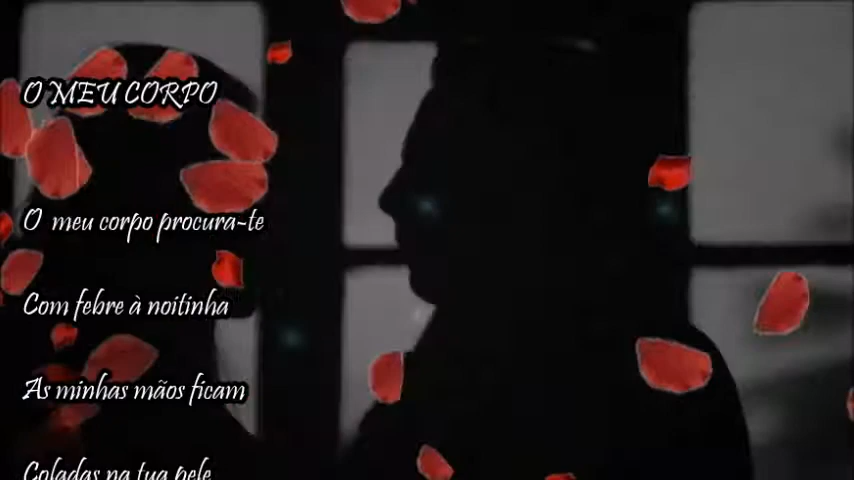 O MEU CORPO
O meu corpo procura-te
Com febre à noitinha
As minhas mãos ficam
Coladas na tua pele